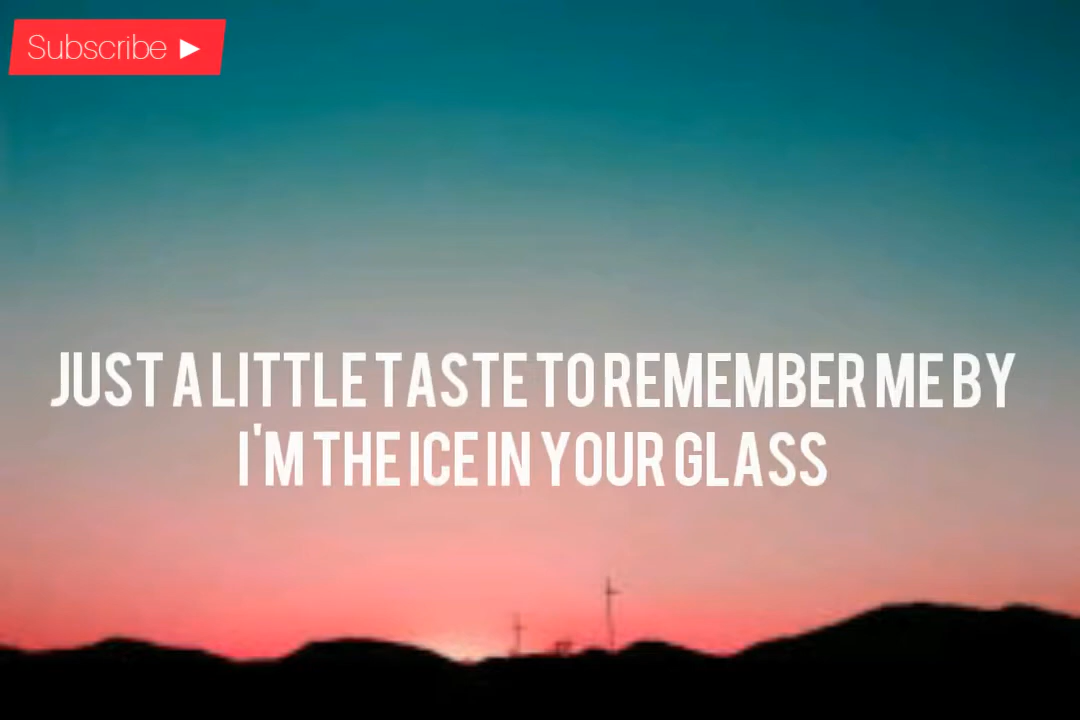 Subscribe
JUST A LITTLE TASTE TO REMEMBER ME BY
I'M THE ICE IN YOUR GLASS